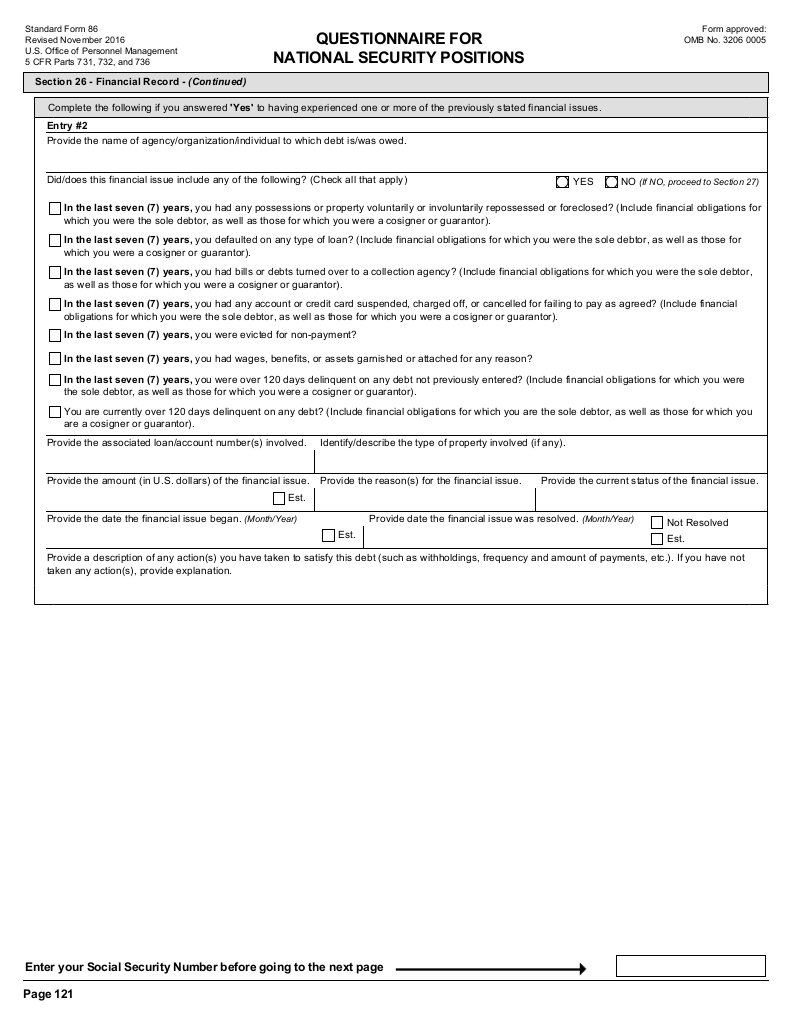 Standard Form 86
Revised November 2016
U.S. Office of Personnel Management
5 CFR Parts 731, 732, and 736
QUESTIONNAIRE FOR
NATIONAL SECURITY POSITIONS
Form approved:
OMB No. 3206 0005
Section 26 - Financial Record - (Continued)
Complete the following if you answered 'Yes' to having experienced one or more of the previously stated financial issues.
Entry #2
Provide the name of agency/organization/individual to which debt is/was owed.
Did/does this financial issue include any of the following? (Check all that apply)
YES
NO (If NO, proceed to Section 27)
In the last seven (7) years, you had any possessions or property voluntarily or involuntarily repossessed or foreclosed? (Include financial obligations for
which you were the sole debtor, as well as those for which you were a cosigner or guarantor).
In the last seven (7) years, you defaulted on any type of loan? (Include financial obligations for which you were the sole debtor, as well as those for
which you were a cosigner or guarantor).
In the last seven (7) years, you had bills or debts turned over to a collection agency? (Include financial obligations for which you were the sole debtor,
as well as those for which you were a cosigner or guarantor).
In the last seven (7) years, you had any account or credit card suspended, charged off, or cancelled for failing to pay as agreed? (Include financial
obligations for which you were the sole debtor, as well as those for which you were a cosigner or guarantor).
In the last seven (7) years, you were evicted for non-payment?
In the last seven (7) years, you had wages, benefits, or assets garnished or attached for any reason?
In the last seven (7) years, you were over 120 days delinquent on any debt not previously entered? (Include financial obligations for which you were
the sole debtor, as well as those for which you were a cosigner or guarantor).
You are currently over 120 days delinquent on any debt? (Include financial obligations for which you are the sole debtor, as well as those for which you
are a cosigner or guarantor).
Provide the associated loan/account number(s) involved.
Identify/describe the type of property involved (if any).
Provide the amount (in U.S. dollars) of the financial issue.
Est.
Provide the reason(s) for the financial issue.
Provide the current status of the financial issue.
Provide the date the financial issue began. (Month/Year)
Est.
Provide date the financial issue was resolved. (Month/Year)
Not Resolved
Est.
Provide a description of any action(s) you have taken to satisfy this debt (such as withholdings, frequency and amount of payments, etc.). If you have not
taken any action(s), provide explanation.
Enter your Social Security Number before going to the next page
Page 121